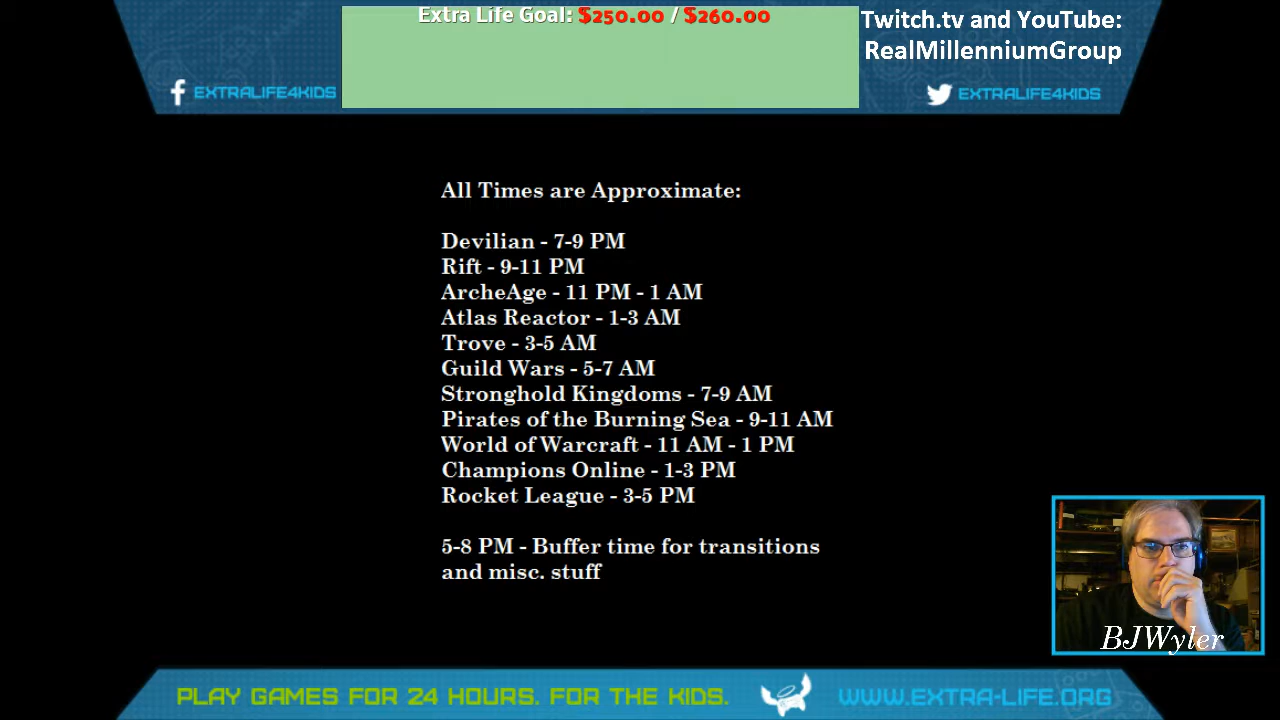 Extra Life Goal: $250.00 / $260.00
Twitch.tv and YouTube:
RealMillenniumGroup
EXTRALIFE4KIDS
EXTRALIFE4KIDS
All Times are Approximate:
Devilian - 7-9 PM
Rift - 9-11 PM
ArcheAge - 11 PM - 1 AM
Atlas Reactor - 1-3 AM
Trove - 3-5 AM
Guild Wars - 5-7 AM
Stronghold Kingdoms - 7-9 AM
Pirates of the Burning Sea - 9-11 AM
World of Warcraft - 11 AM - 1 PM
Champions Online - 1-3 PM
Rocket League - 3-5 PM
5-8 PM - Buffer time for transitions
and misc. stuff
BJWyler
PLAY GAMES FOR 24 HOURS. FOR THE KIDS.
WWW.EXTRA-LIFE.ORG